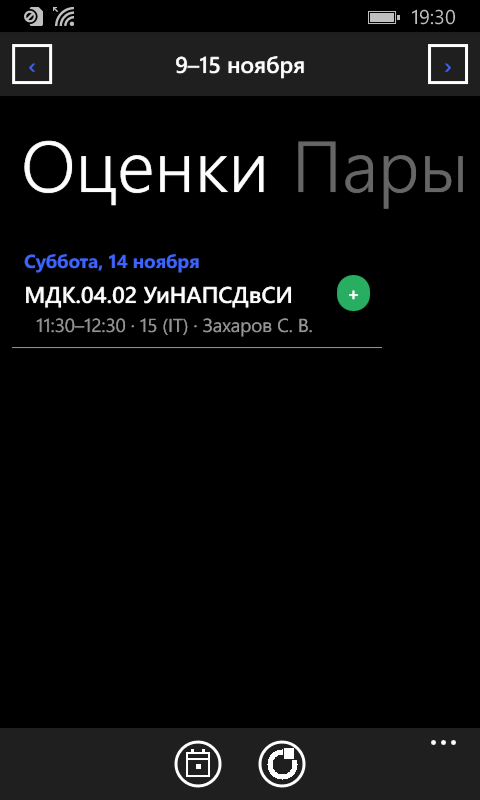 19:30
‹ 9–15 ноября ›
Оценки Пары
Суббота, 14 ноября
МДК.04.02 УиНАПСДвСИ +
11:30–12:30 · 15 (IT) · Захаров С. В.